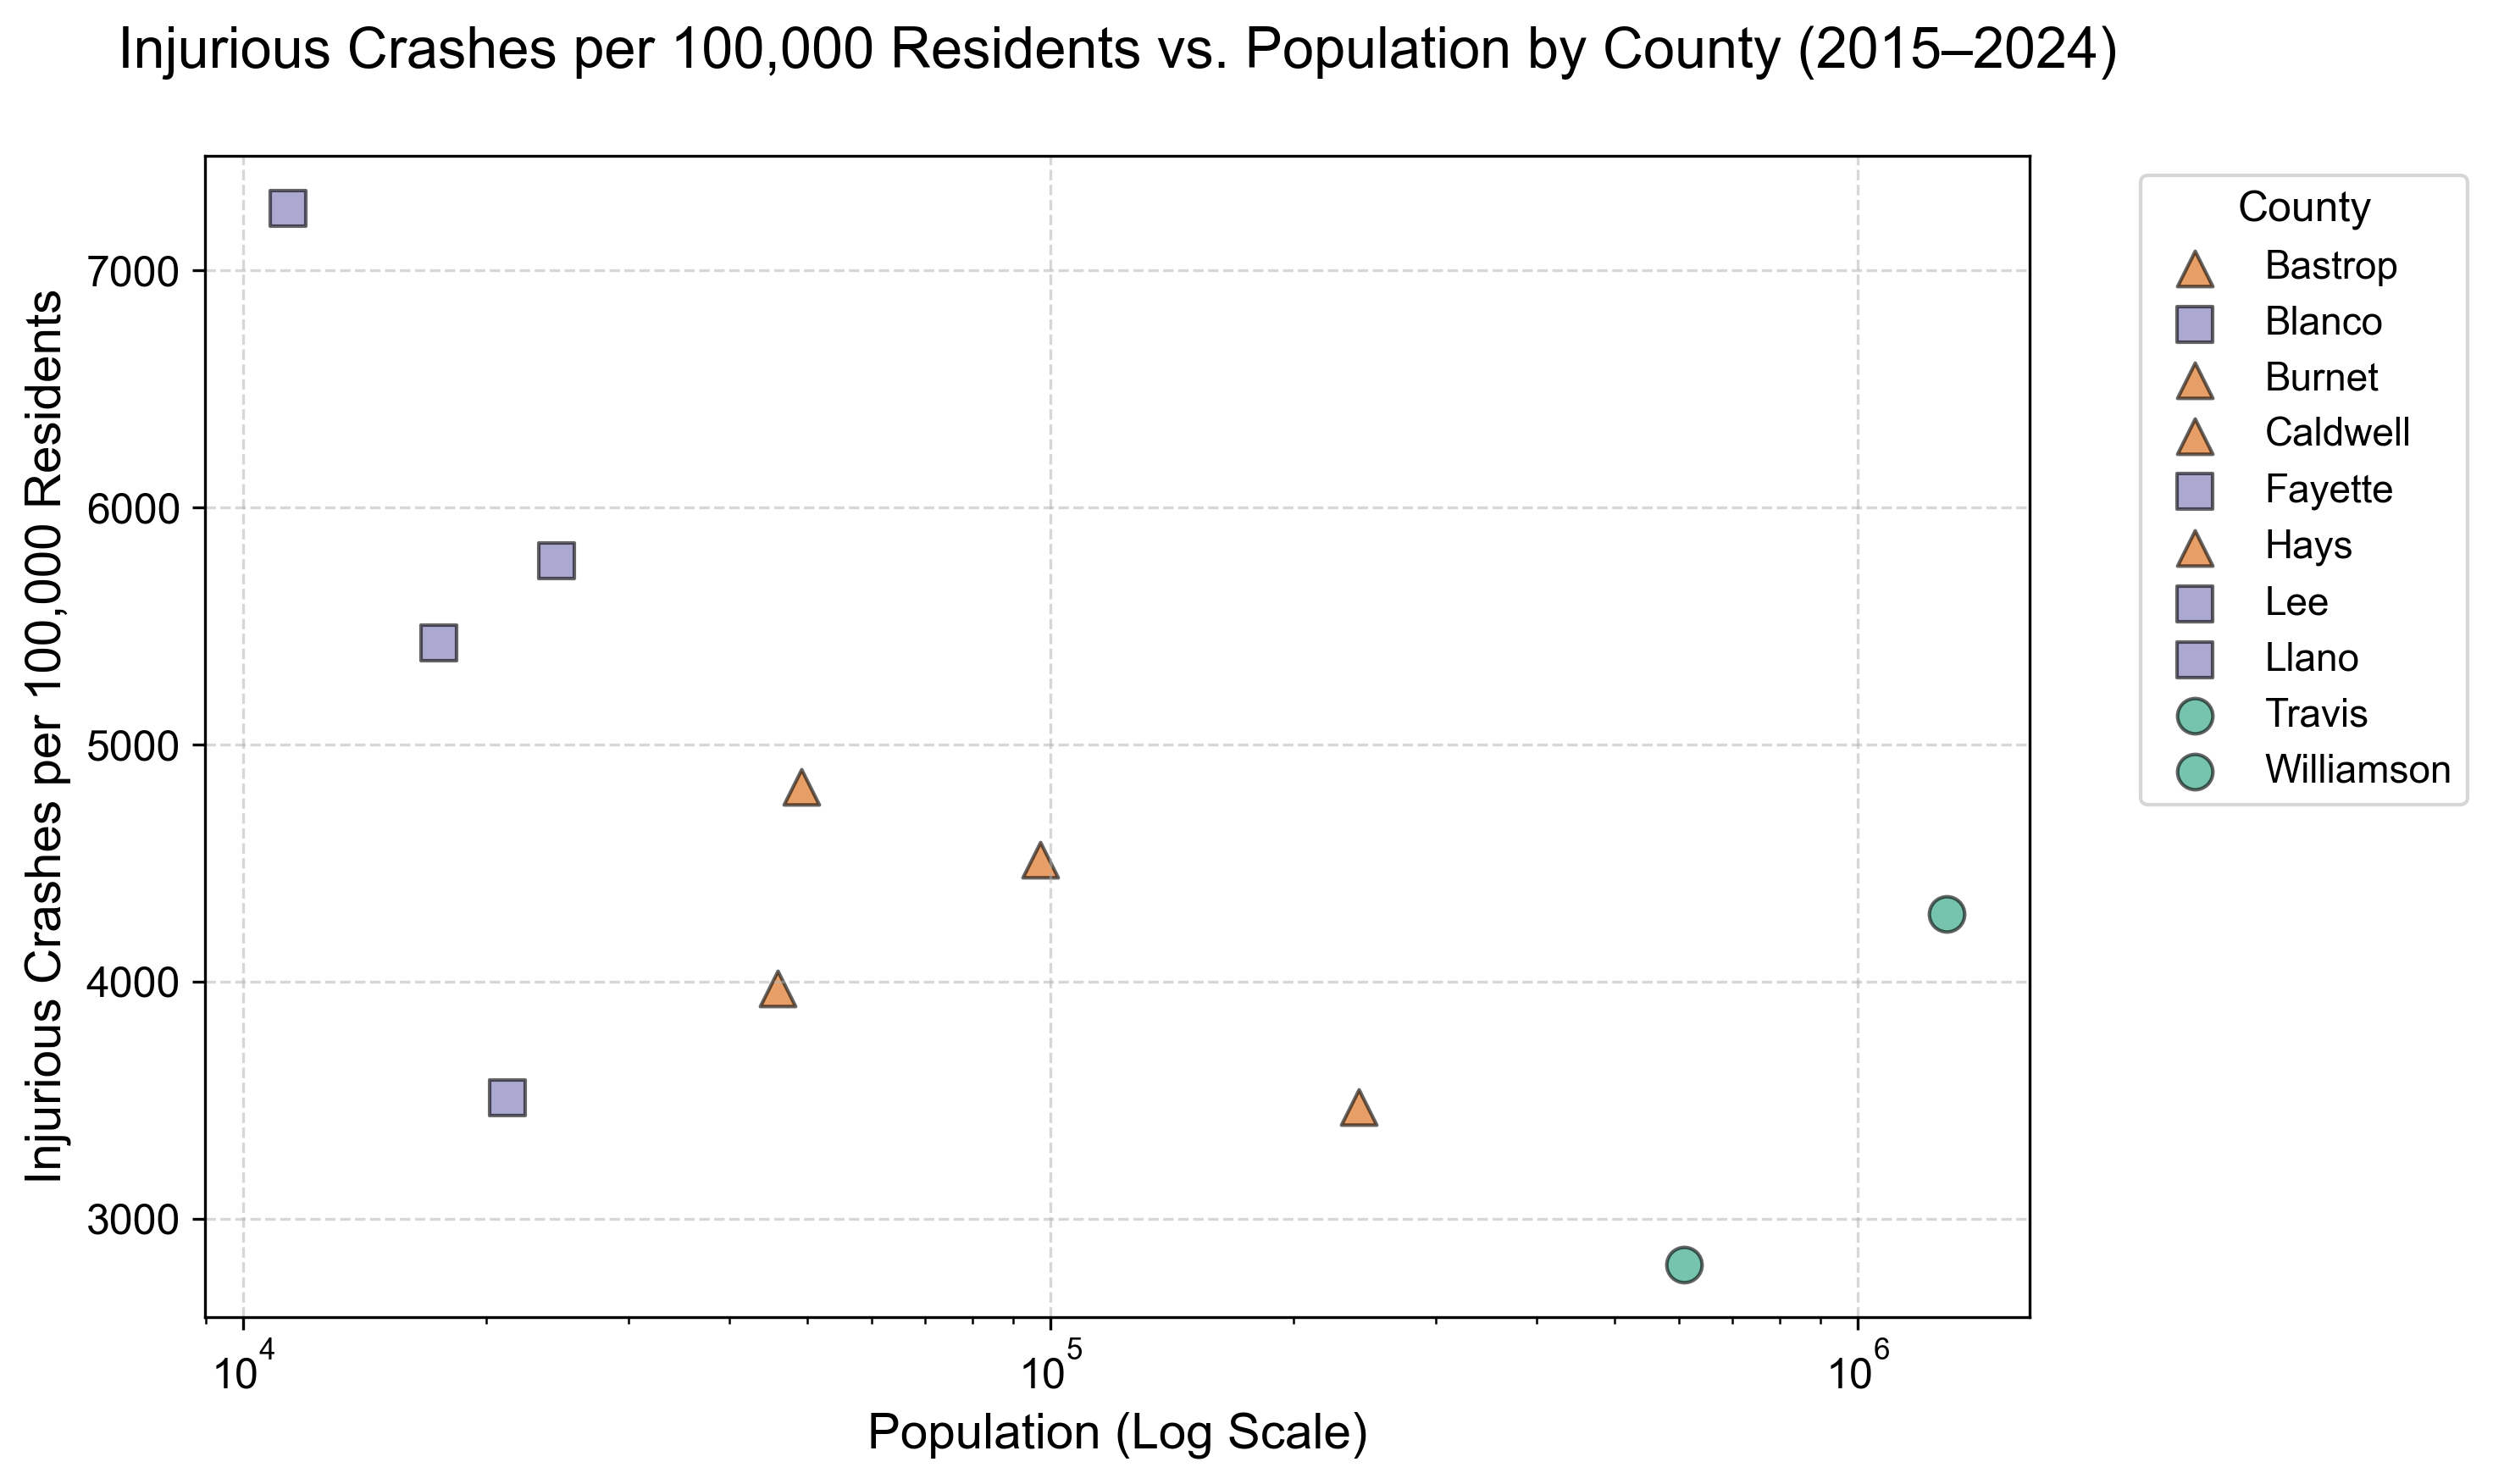 Injurious Crashes per 100,000 Residents vs. Population by County (2015–2024)
Injurious Crashes per 100,000 Residents
7000
6000
5000
4000
3000
10^4
10^5
10^6
Population (Log Scale)
County
Bastrop
Blanco
Burnet
Caldwell
Fayette
Hays
Lee
Llano
Travis
Williamson